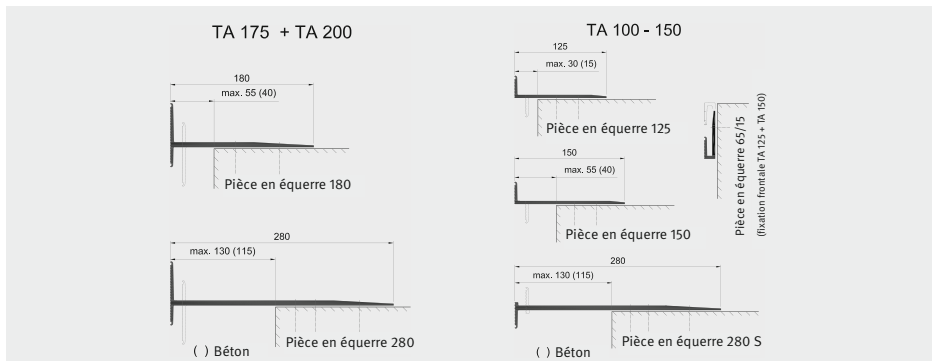 TA 175 + TA 200
180
max. 55 (40)
Pièce en équerre 180
280
max. 130 (115)
Pièce en équerre 280
( ) Béton
TA 100 - 150
125
max. 30 (15)
Pièce en équerre 125
150
max. 55 (40)
Pièce en équerre 150
280
max. 130 (115)
Pièce en équerre 280 S
( ) Béton
Pièce en équerre 65/15
(fixation frontale TA 125 + TA 150)